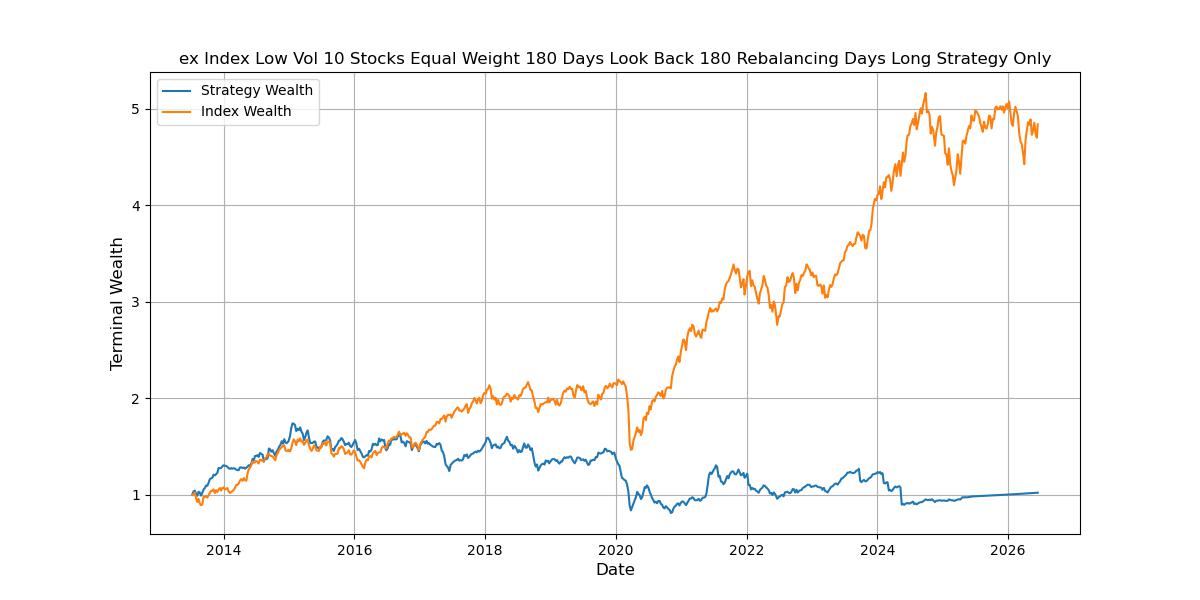 ex Index Low Vol 10 Stocks Equal Weight 180 Days Look Back 180 Rebalancing Days Long Strategy Only
Strategy Wealth
Index Wealth
Terminal Wealth
5
4
3
2
1
2014 2016 2018 2020 2022 2024 2026
Date